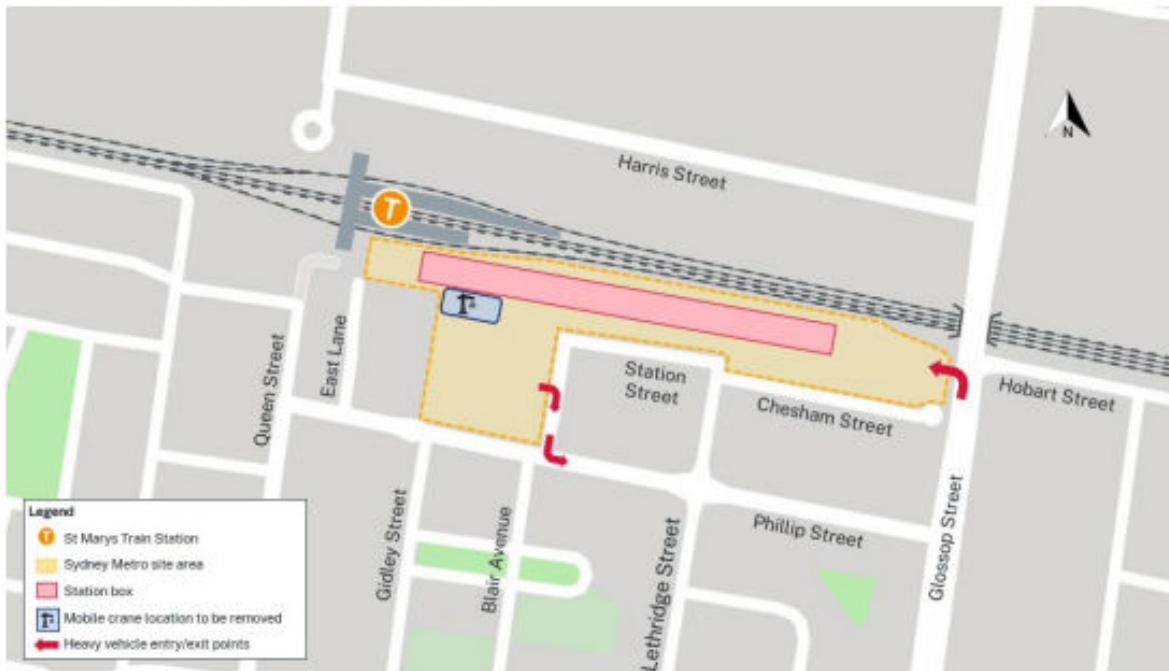 Harris Street
N
T
Station
Street
Hobart Street
Chesham Street
East Lane
Queen Street
Phillip Street
Glossop Street
Gidley Street
Blair Avenue
Lethridge Street
Legend
T St Marys Train Station
Sydney Metro site area
Station box
Mobile crane location to be removed
Heavy vehicle entry/exit points